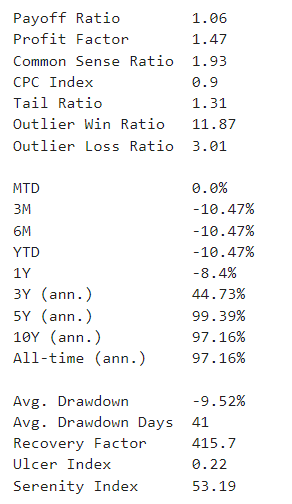 Payoff Ratio 1.06
Profit Factor 1.47
Common Sense Ratio 1.93
CPC Index 0.9
Tail Ratio 1.31
Outlier Win Ratio 11.87
Outlier Loss Ratio 3.01
MTD 0.0%
3M -10.47%
6M -10.47%
YTD -10.47%
1Y -8.4%
3Y (ann.) 44.73%
5Y (ann.) 99.39%
10Y (ann.) 97.16%
All-time (ann.) 97.16%
Avg. Drawdown -9.52%
Avg. Drawdown Days 41
Recovery Factor 415.7
Ulcer Index 0.22
Serenity Index 53.19